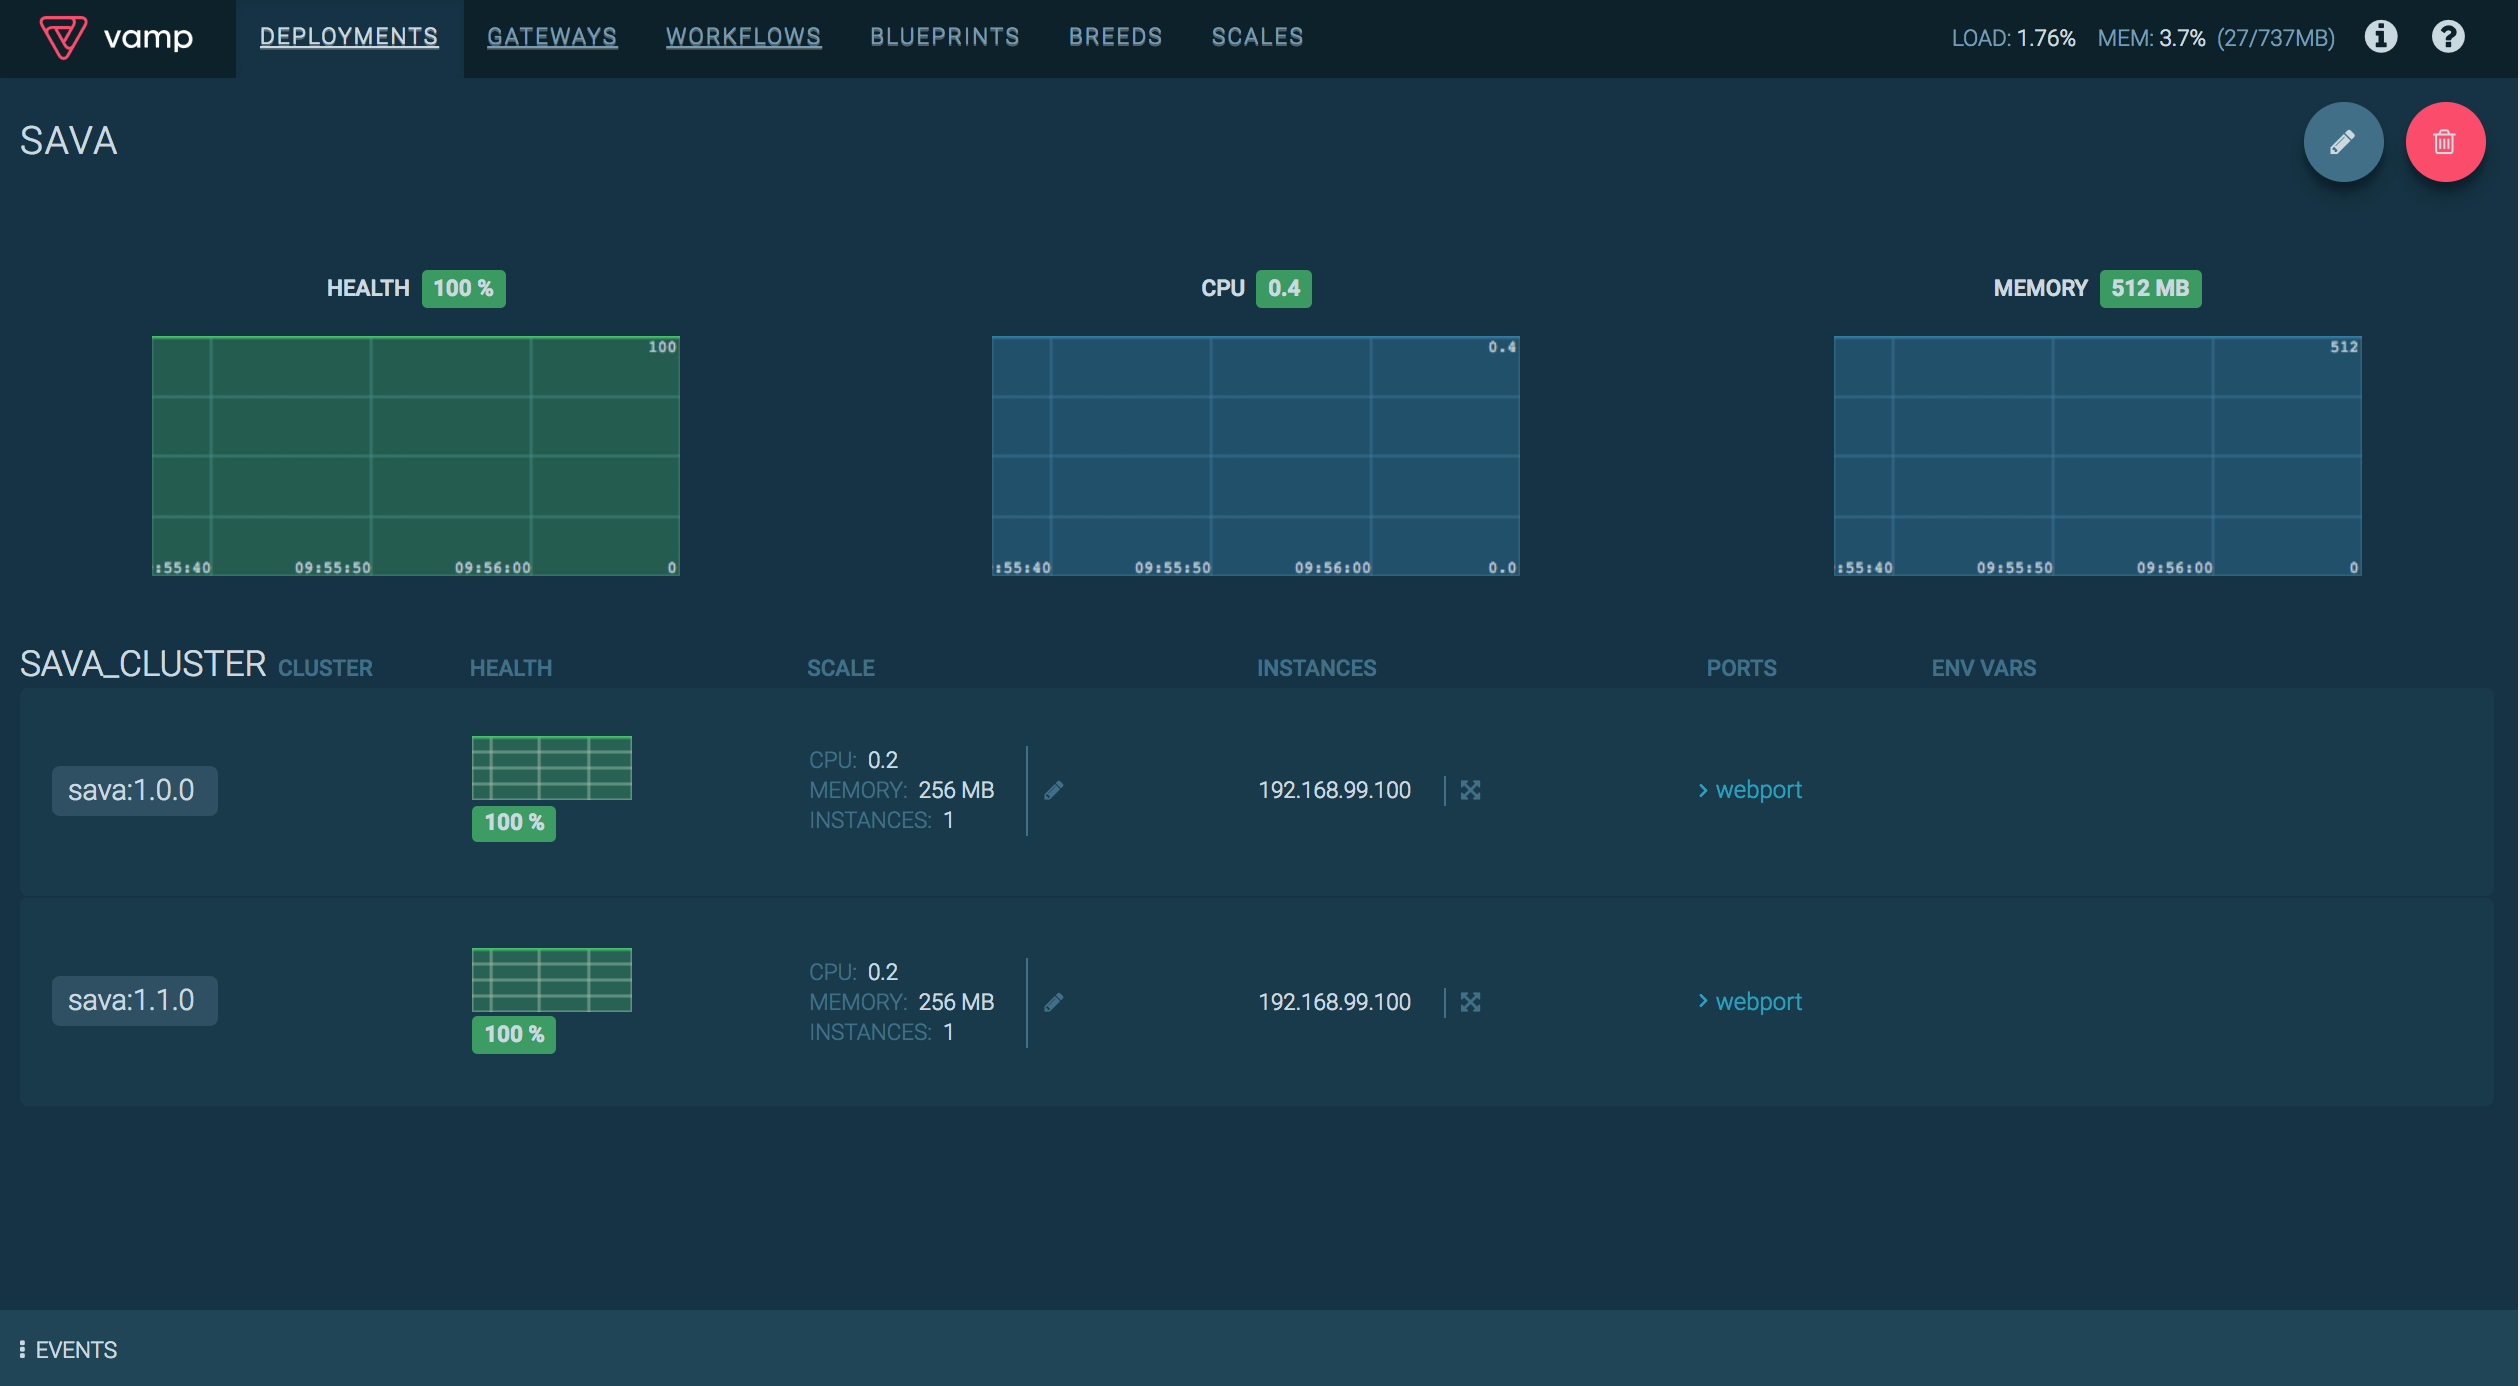 vamp DEPLOYMENTS GATEWAYS WORKFLOWS BLUEPRINTS BREEDS SCALES LOAD: 1.76% MEM: 3.7% (27/737MB)
SAVA
HEALTH 100 % CPU 0.4 MEMORY 512 MB
100 0.4 512
:55:40 09:55:50 09:56:00 0 :55:40 09:55:50 09:56:00 0.0 :55:40 09:55:50 09:56:00 0
SAVA_CLUSTER CLUSTER HEALTH SCALE INSTANCES PORTS ENV VARS
CPU: 0.2
sava:1.0.0 MEMORY: 256 MB 192.168.99.100 webport
100 % INSTANCES: 1
CPU: 0.2
sava:1.1.0 MEMORY: 256 MB 192.168.99.100 webport
100 % INSTANCES: 1
EVENTS